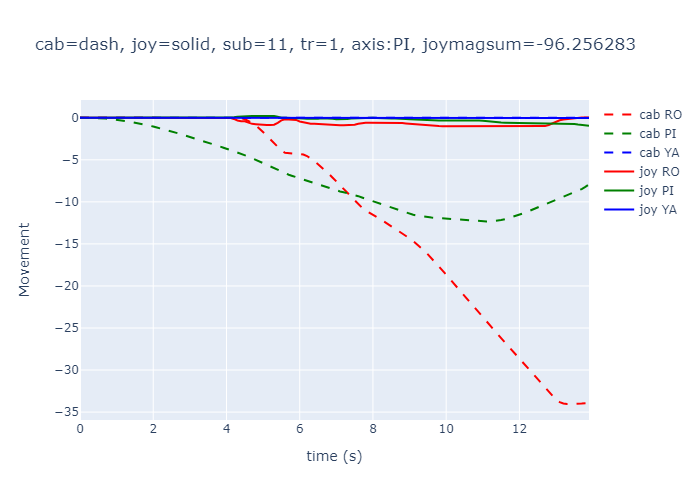 cab=dash, joy=solid, sub=11, tr=1, axis:PI, joymagsum=-96.256283
0
−5
−10
−15
−20
−25
−30
−35
Movement
0 2 4 6 8 10 12
time (s)
cab RO
cab PI
cab YA
joy RO
joy PI
joy YA